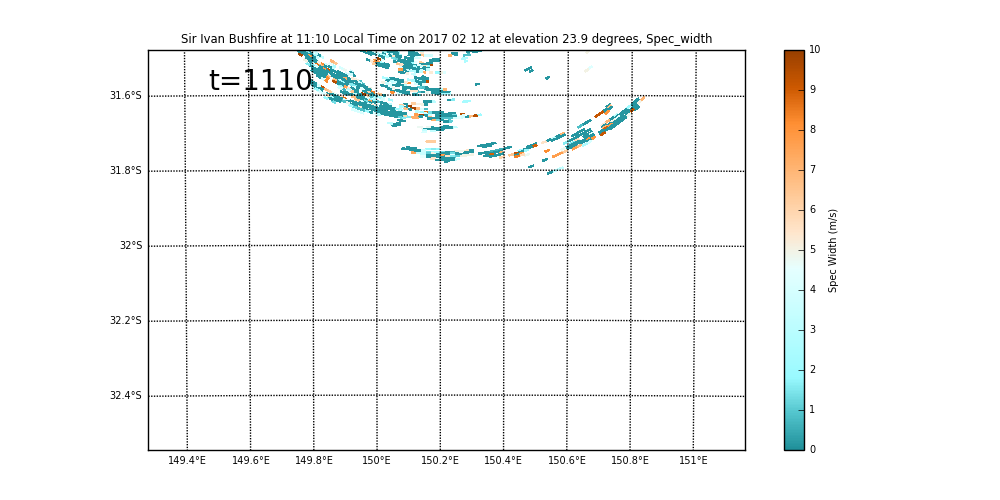 Sir Ivan Bushfire at 11:10 Local Time on 2017 02 12 at elevation 23.9 degrees, Spec_width
t=1110
31.6°S
31.8°S
32°S
32.2°S
32.4°S
149.4°E 149.6°E 149.8°E 150°E 150.2°E 150.4°E 150.6°E 150.8°E 151°E
10
9
8
7
6
5
4
3
2
1
0
Spec Width (m/s)